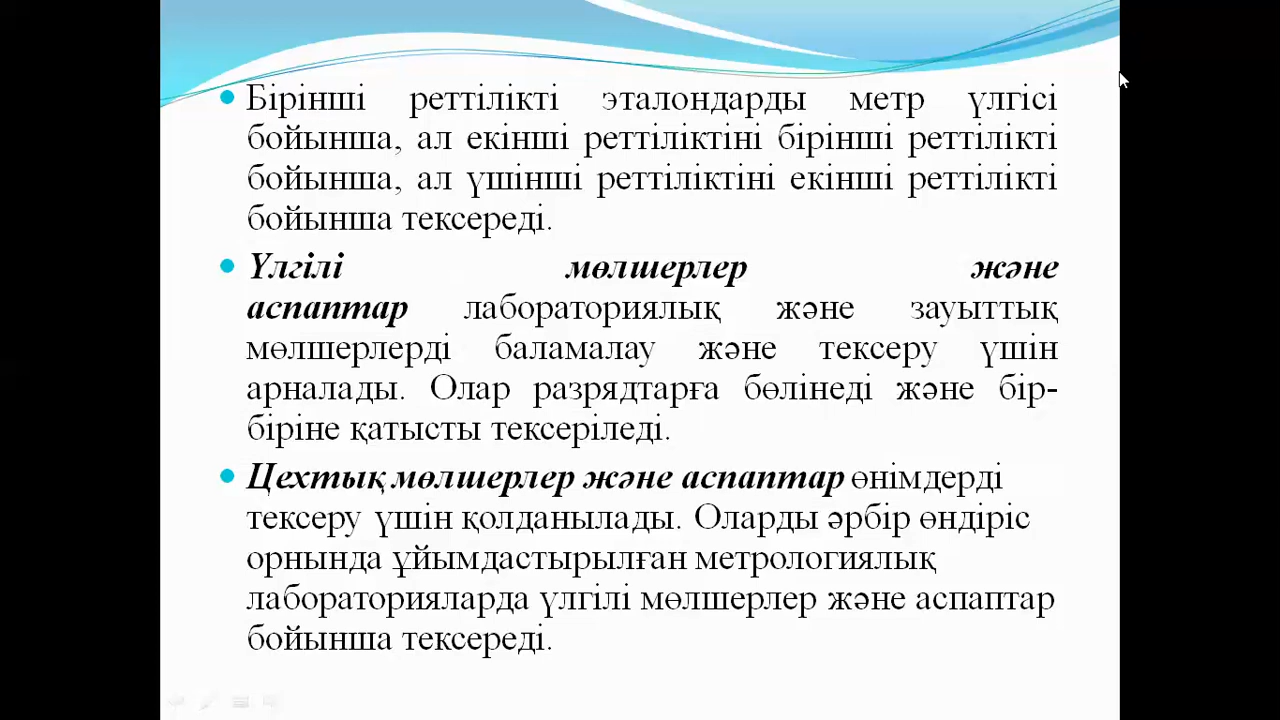 Бірінші реттілікті эталондарды метр үлгісі
бойынша, ал екінші реттіліктіні бірінші реттілікті
бойынша, ал үшінші реттіліктіні екінші реттілікті
бойынша тексереді.
Үлгілі мөлшерлер және
аспаптар лабораториялық және зауыттық
мөлшерлерді баламалау және тексеру үшін
арналады. Олар разрядтарға бөлінеді және бір-
біріне қатысты тексеріледі.
Цехтық мөлшерлер және аспаптар өнімдерді
тексеру үшін қолданылады. Оларды әрбір өндіріс
орнында ұйымдастырылған метрологиялық
лабораторияларда үлгілі мөлшерлер және аспаптар
бойынша тексереді.